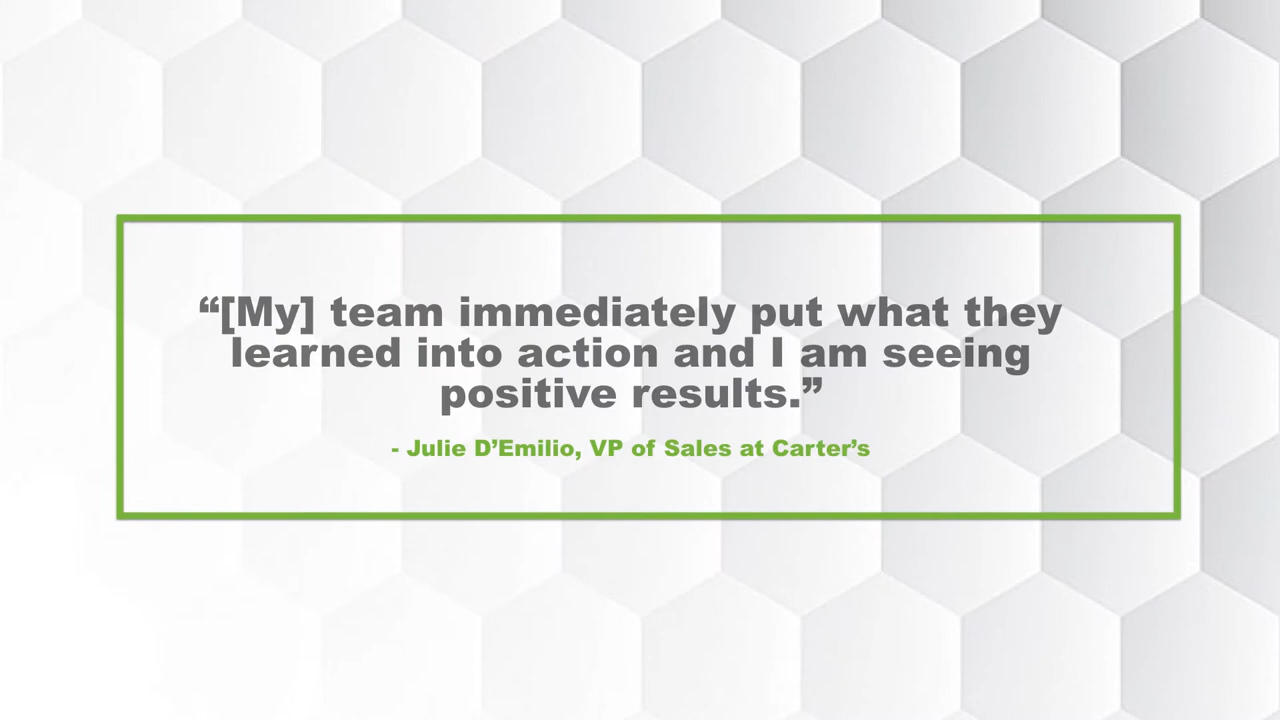 “[My] team immediately put what they
learned into action and I am seeing
positive results.”
- Julie D’Emilio, VP of Sales at Carter’s